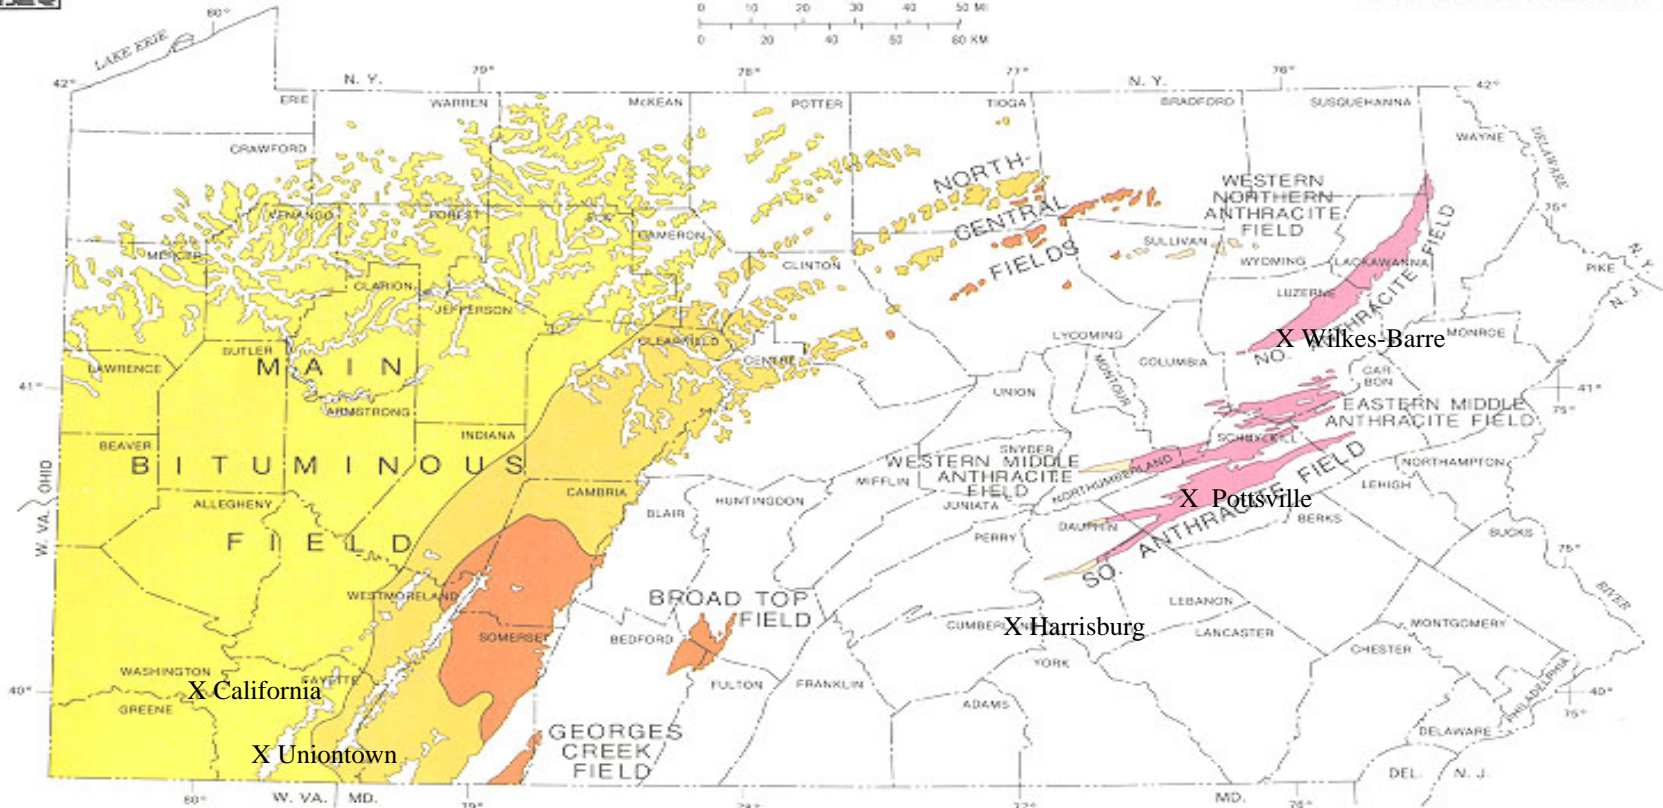 80°
0 10 20 30 40 50 MI
0 20 40 60 80 KM
LAKE ERIE
42° N. Y. 79° 78° 77° N. Y. 76° 42°
ERIE WARREN McKEAN POTTER TIOGA BRADFORD SUSQUEHANNA
WAYNE
DELAWARE
CRAWFORD
NORTH-
CENTRAL
FIELDS
WESTERN
NORTHERN
ANTHRACITE
FIELD
VENANGO FOREST ELK
75°
CAMERON
MERCER
CLINTON
SULLIVAN
WYOMING LACKAWANNA
PIKE
N. Y.
N. J.
CLARION
JEFFERSON
LUZERNE
NO. ANTHRACITE FIELD
X Wilkes-Barre
LYCOMING
MONROE
CLEARFIELD
BUTLER
CENTRE
COLUMBIA
MAIN
LAWRENCE
CAR-
BON
41° 41°
UNION
MONTOUR
75°
ARMSTRONG
EASTERN MIDDLE
ANTHRACITE FIELD
BEAVER
INDIANA
SCHUYLKILL
SNYDER
BITUMINOUS
WESTERN MIDDLE
ANTHRACITE
FIELD
NORTHUMBERLAND
NORTHAMPTON
OHIO
W. VA.
CAMBRIA
MIFFLIN
LEHIGH
HUNTINGDON
X Pottsville
ALLEGHENY
BLAIR
JUNIATA
DAUPHIN
BERKS
FIELD
PERRY
SO. ANTHRACITE FIELD
BUCKS
75°
RIVER
WESTMORELAND
BROAD TOP
FIELD
LEBANON
SOMERSET
BEDFORD
CUMBERLAND
X Harrisburg
LANCASTER
MONTGOMERY
CHESTER
WASHINGTON
YORK
FAYETTE
FULTON FRANKLIN
X California
40° 40°
PHILADELPHIA
GREENE
ADAMS
75°
GEORGES
CREEK
FIELD
DELAWARE
X Uniontown
DEL. N. J.
80° W. VA. MD. 79° 78° 77° MD. 76°